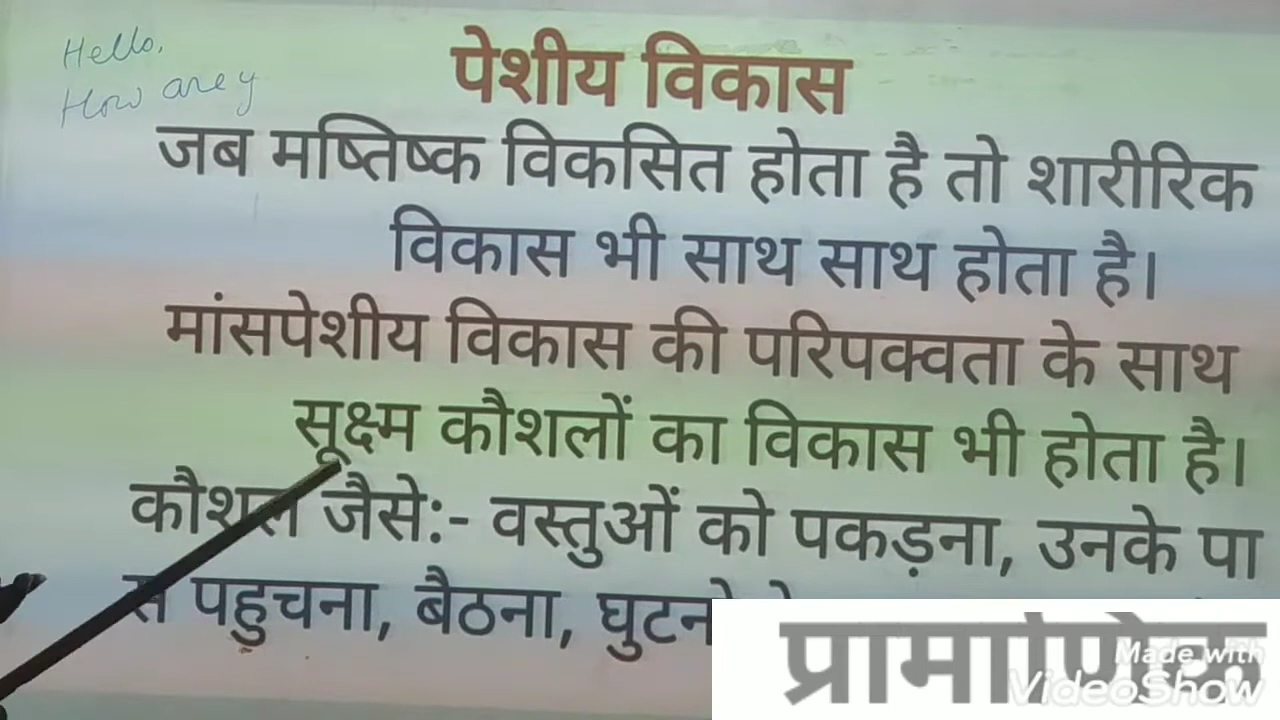 Hello,
How are y
पेशीय विकास
जब मष्तिष्क विकसित होता है तो शारीरिक
विकास भी साथ साथ होता है।
मांसपेशीय विकास की परिपक्वता के साथ
सूक्ष्म कौशलों का विकास भी होता है।
कौशल जैसे:- वस्तुओं को पकड़ना, उनके पा
स पहुचना, बैठना,
प्रामाणिक
Made with
VideoShow